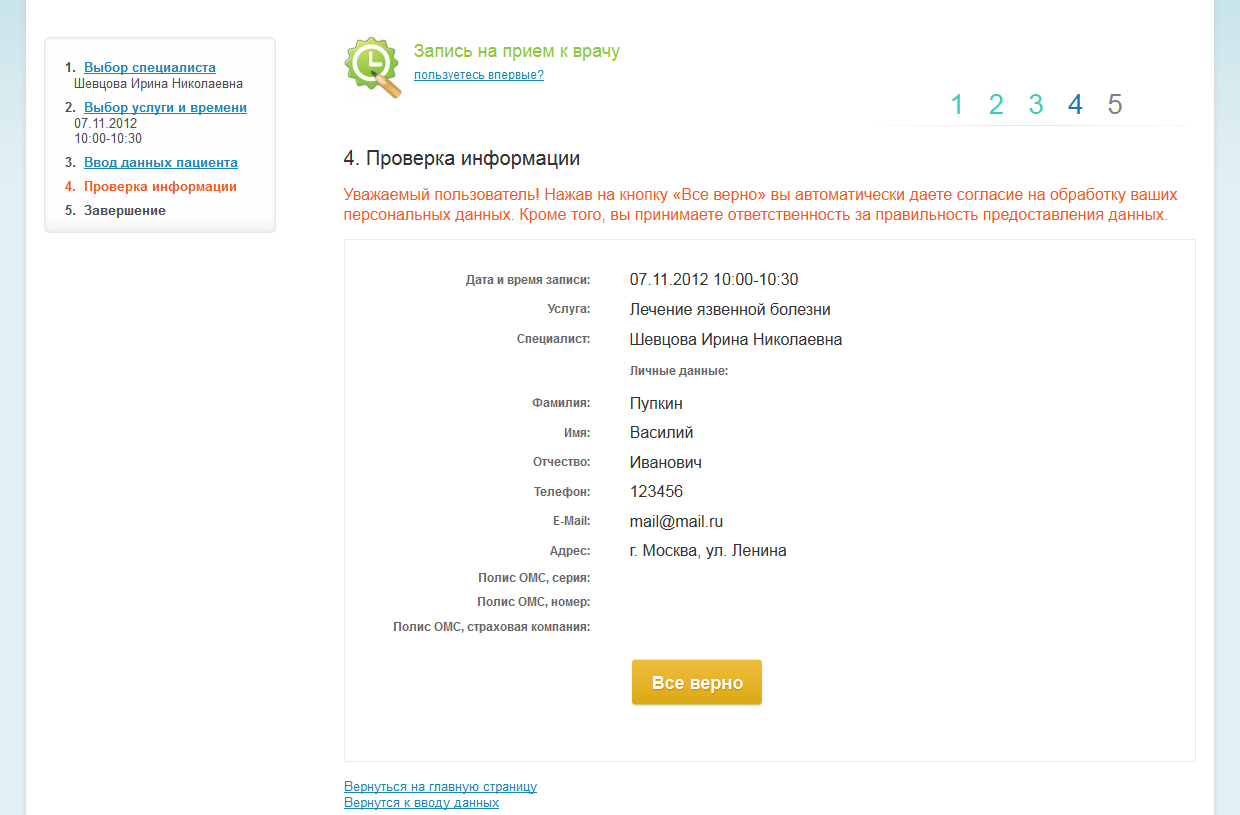 1. Выбор специалиста
Шевцова Ирина Николаевна
2. Выбор услуги и времени
07.11.2012
10:00-10:30
3. Ввод данных пациента
4. Проверка информации
5. Завершение
Запись на прием к врачу
пользуетесь впервые?
1 2 3 4 5
4. Проверка информации
Уважаемый пользователь! Нажав на кнопку «Все верно» вы автоматически даете согласие на обработку ваших
персональных данных. Кроме того, вы принимаете ответственность за правильность предоставления данных.
Дата и время записи: 07.11.2012 10:00-10:30
Услуга: Лечение язвенной болезни
Специалист: Шевцова Ирина Николаевна
Личные данные:
Фамилия: Пупкин
Имя: Василий
Отчество: Иванович
Телефон: 123456
E-Mail: mail@mail.ru
Адрес: г. Москва, ул. Ленина
Полис ОМС, серия:
Полис ОМС, номер:
Полис ОМС, страховая компания:
Все верно
Вернуться на главную страницу
Вернутся к вводу данных